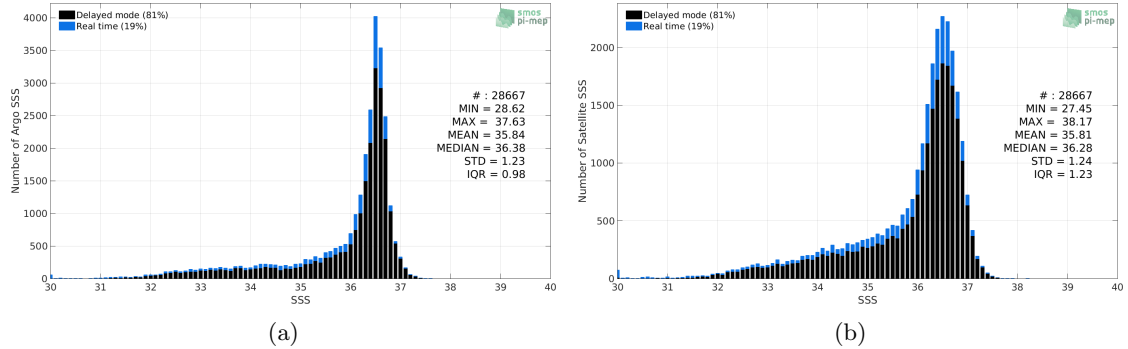 Delayed mode (81%)
Real time (19%)
smos
pi-mep
4000
3500
3000
2500
2000
1500
1000
500
0
Number of Argo SSS
# : 28667
MIN = 28.62
MAX = 37.63
MEAN = 35.84
MEDIAN = 36.38
STD = 1.23
IQR = 0.98
30 31 32 33 34 35 36 37 38 39 40
SSS
(a)
Delayed mode (81%)
Real time (19%)
smos
pi-mep
2000
1500
1000
500
0
Number of Satellite SSS
# : 28667
MIN = 27.45
MAX = 38.17
MEAN = 35.81
MEDIAN = 36.28
STD = 1.24
IQR = 1.23
30 31 32 33 34 35 36 37 38 39 40
SSS
(b)